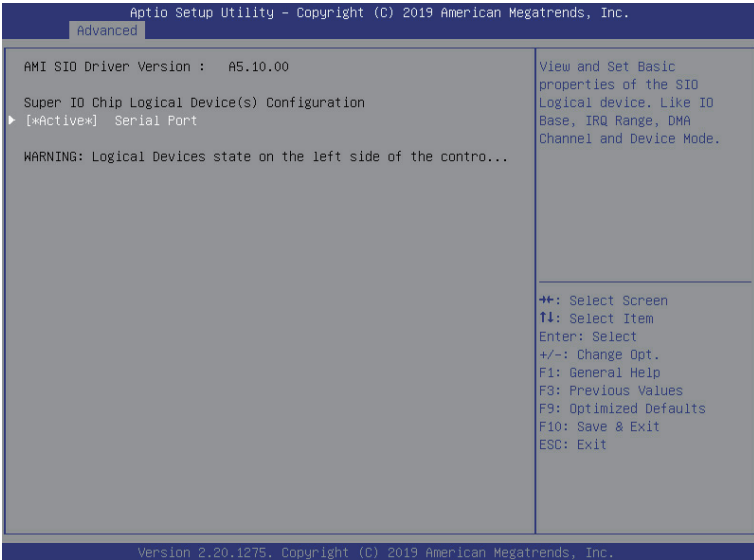 Aptio Setup Utility – Copyright (C) 2019 American Megatrends, Inc.
Advanced
AMI SIO Driver Version : A5.10.00
Super IO Chip Logical Device(s) Configuration
[*Active*] Serial Port
WARNING: Logical Devices state on the left side of the contro...
View and Set Basic
properties of the SIO
Logical device. Like IO
Base, IRQ Range, DMA
Channel and Device Mode.
→←: Select Screen
↑↓: Select Item
Enter: Select
+/-: Change Opt.
F1: General Help
F3: Previous Values
F9: Optimized Defaults
F10: Save & Exit
ESC: Exit
Version 2.20.1275. Copyright (C) 2019 American Megatrends, Inc.